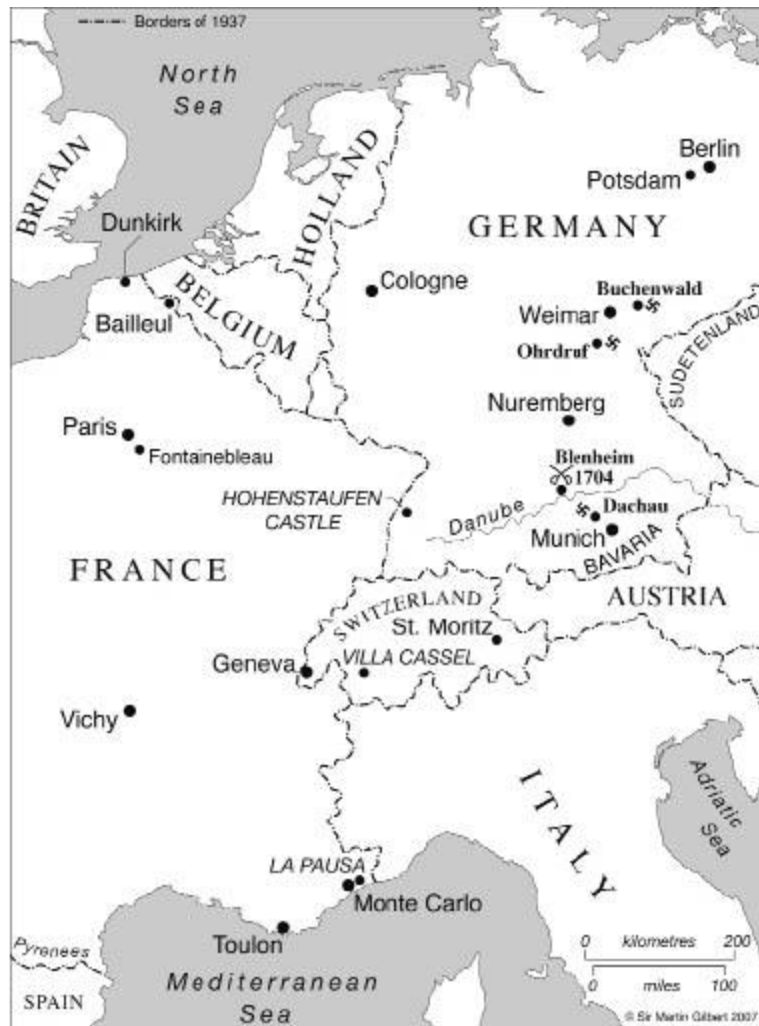 Borders of 1937
North
Sea
BRITAIN
HOLLAND
Berlin
Potsdam
GERMANY
Dunkirk
Cologne
BELGIUM
Bailleul
Buchenwald
Weimar
Ohrdruf
SUDETENLAND
Nuremberg
Paris
Fontainebleau
Blenheim
1704
HOHENSTAUFEN
CASTLE
Danube
Dachau
Munich
BAVARIA
FRANCE
SWITZERLAND
AUSTRIA
St. Moritz
Geneva
VILLA CASSEL
Vichy
ITALY
Adriatic
Sea
LA PAUSA
Monte Carlo
Toulon
Pyrenees
SPAIN
Mediterranean
Sea
0 kilometres 200
0 miles 100
© Sir Martin Gilbert 2007